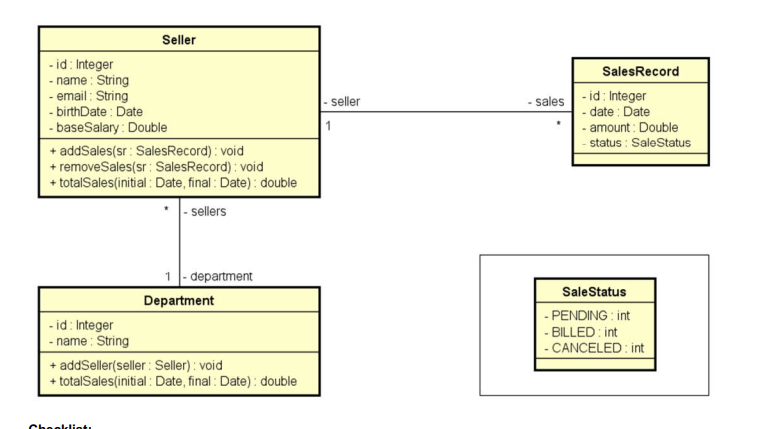 Seller
- id : Integer
- name : String
- email : String
- birthDate : Date
- baseSalary : Double
+ addSales(sr : SalesRecord) : void
+ removeSales(sr : SalesRecord) : void
+ totalSales(initial : Date, final : Date) : double
- seller
- sales
1
*
SalesRecord
- id : Integer
- date : Date
- amount : Double
- status : SaleStatus
* - sellers
1 - department
Department
- id : Integer
- name : String
+ addSeller(seller : Seller) : void
+ totalSales(initial : Date, final : Date) : double
SaleStatus
- PENDING : int
- BILLED : int
- CANCELED : int
Checklist: